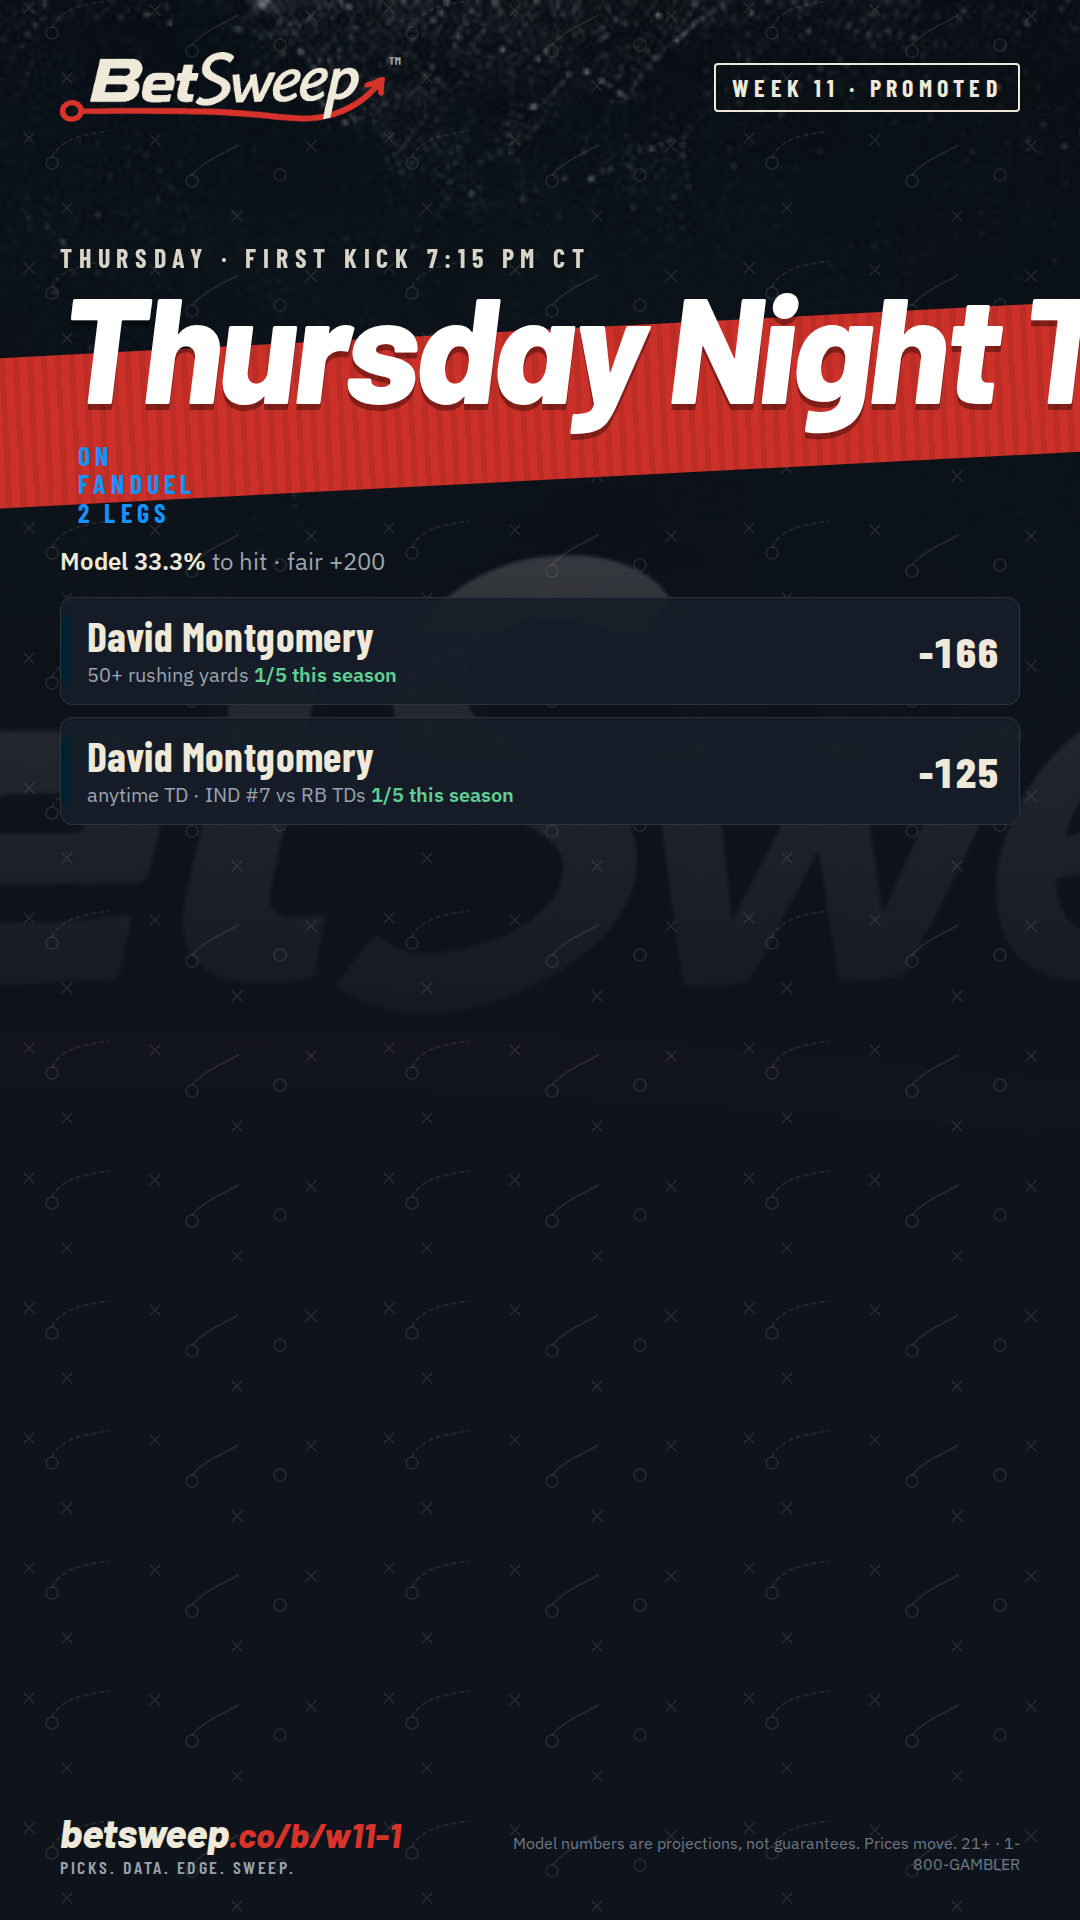 BetSweep™
WEEK 11 · PROMOTED
THURSDAY · FIRST KICK 7:15 PM CT
Thursday Night T
ON
FANDUEL
2 LEGS
Model 33.3% to hit · fair +200
David Montgomery
50+ rushing yards 1/5 this season
-166
David Montgomery
anytime TD · IND #7 vs RB TDs 1/5 this season
-125
etSwe
betsweep.co/b/w11-1
PICKS. DATA. EDGE. SWEEP.
Model numbers are projections, not guarantees. Prices move. 21+ · 1-
800-GAMBLER